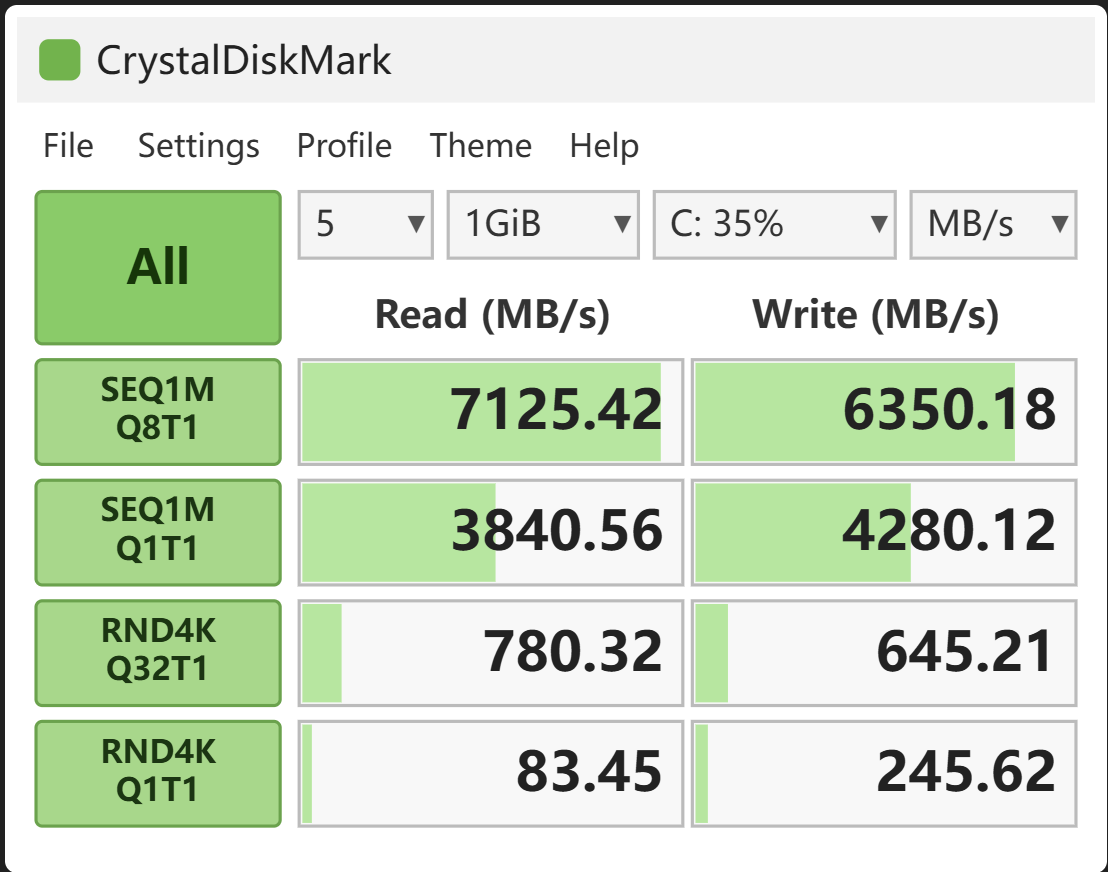 CrystalDiskMark
File Settings Profile Theme Help
All
5 ▼ 1GiB ▼ C: 35% ▼ MB/s ▼
Read (MB/s) Write (MB/s)
SEQ1M
Q8T1
7125.42 6350.18
SEQ1M
Q1T1
3840.56 4280.12
RND4K
Q32T1
780.32 645.21
RND4K
Q1T1
83.45 245.62